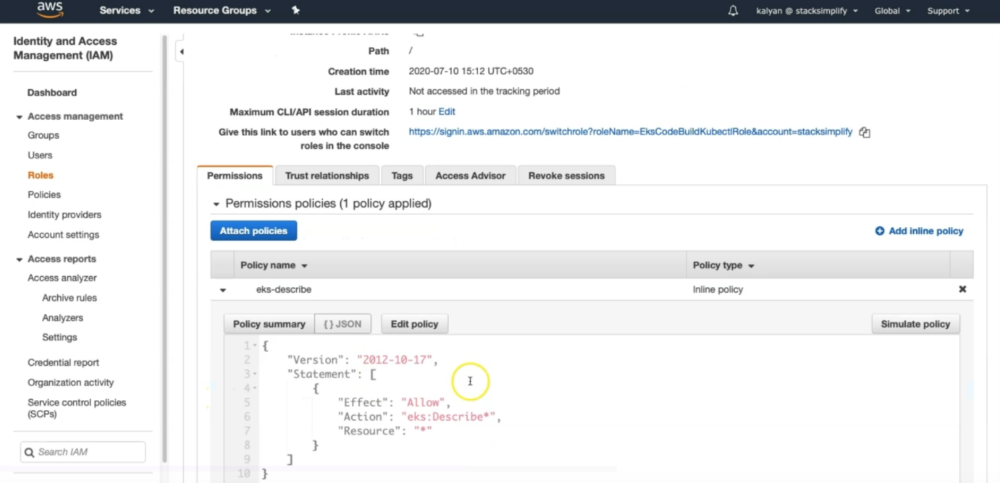 aws Services Resource Groups kalyan @ stacksimplify Global Support
Identity and Access
Management (IAM)
Dashboard
Access management
Groups
Users
Roles
Policies
Identity providers
Account settings
Access reports
Access analyzer
Archive rules
Analyzers
Settings
Credential report
Organization activity
Service control policies
(SCPs)
Search IAM
Path /
Creation time 2020-07-10 15:12 UTC+0530
Last activity Not accessed in the tracking period
Maximum CLI/API session duration 1 hour Edit
Give this link to users who can switch https://signin.aws.amazon.com/switchrole?roleName=EksCodeBuildKubectlRole&account=stacksimplify
roles in the console
Permissions Trust relationships Tags Access Advisor Revoke sessions
Permissions policies (1 policy applied)
Attach policies Add inline policy
Policy name Policy type
eks-describe Inline policy
Policy summary { } JSON Edit policy Simulate policy
1 {
2 "Version": "2012-10-17",
3 "Statement": [
4 {
5 "Effect": "Allow",
6 "Action": "eks:Describe*",
7 "Resource": "*"
8 }
9 ]
10 }